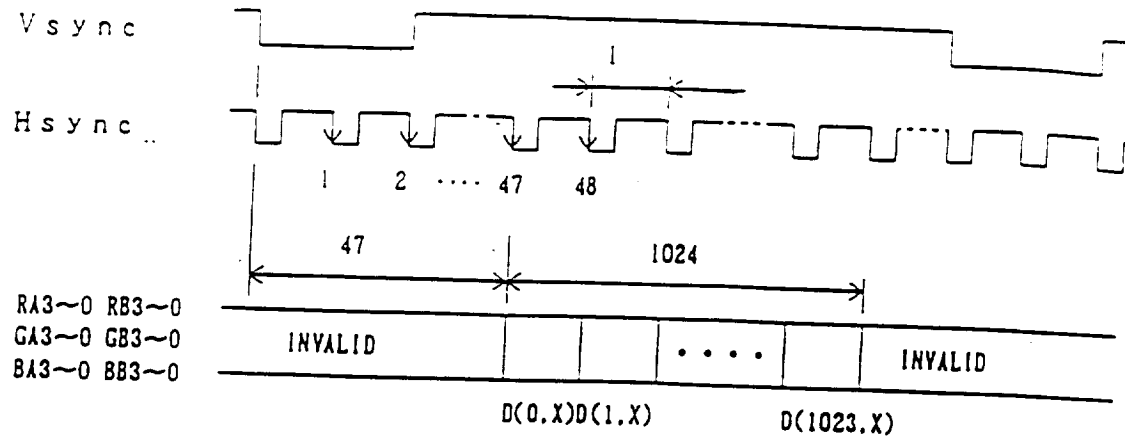 Vsync
1
Hsync
1 2 ···· 47 48
47 1024
RA3~0 RB3~0
GA3~0 GB3~0 INVALID ···· INVALID
BA3~0 BB3~0
D(0,X)D(1,X) D(1023,X)